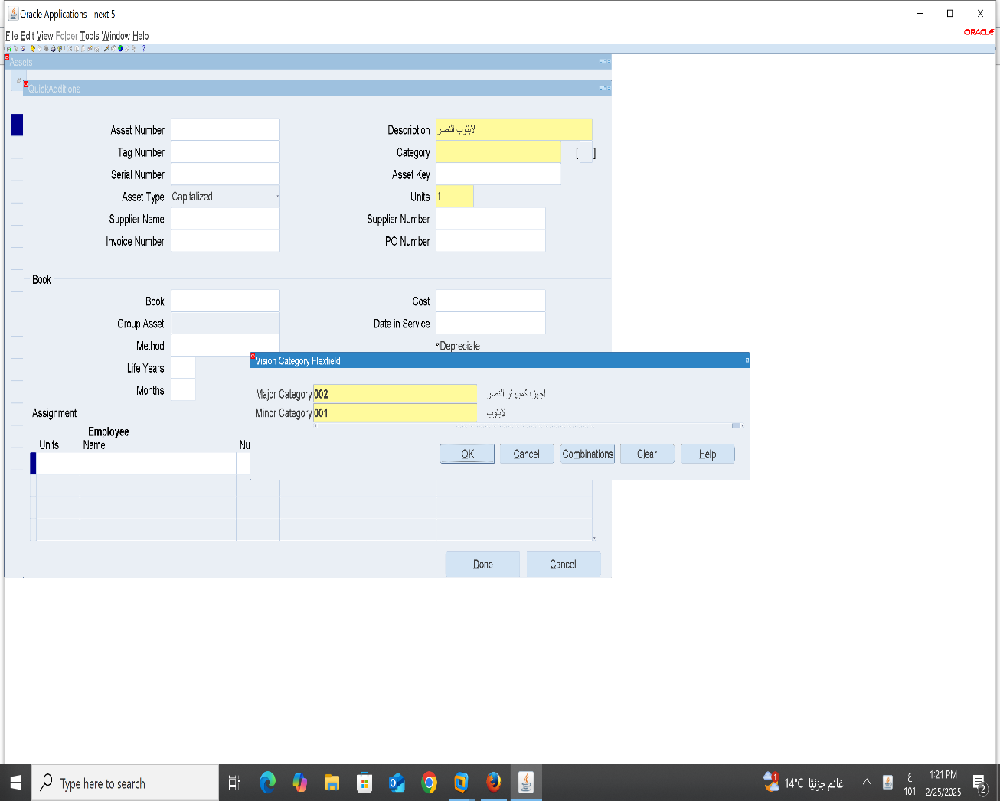 Oracle Applications - next 5
File Edit View Folder Tools Window Help
ORACLE
Assets
QuickAdditions
Asset Number
Description لابتوب النصر
Tag Number
Category [ ]
Serial Number
Asset Key
Asset Type Capitalized
Units 1
Supplier Name
Supplier Number
Invoice Number
PO Number
Book
Book
Cost
Group Asset
Date in Service
Method
Depreciate
Life Years
Months
Vision Category Flexfield
Major Category 002 اجهزه كمبيوتر النصر
Minor Category 001 لابتوب
OK Cancel Combinations Clear Help
Assignment
Employee
Units Name Nu
Done Cancel
Type here to search
1
14°C غائم جزئيًا
ع
101
1:21 PM
2/25/2025
2